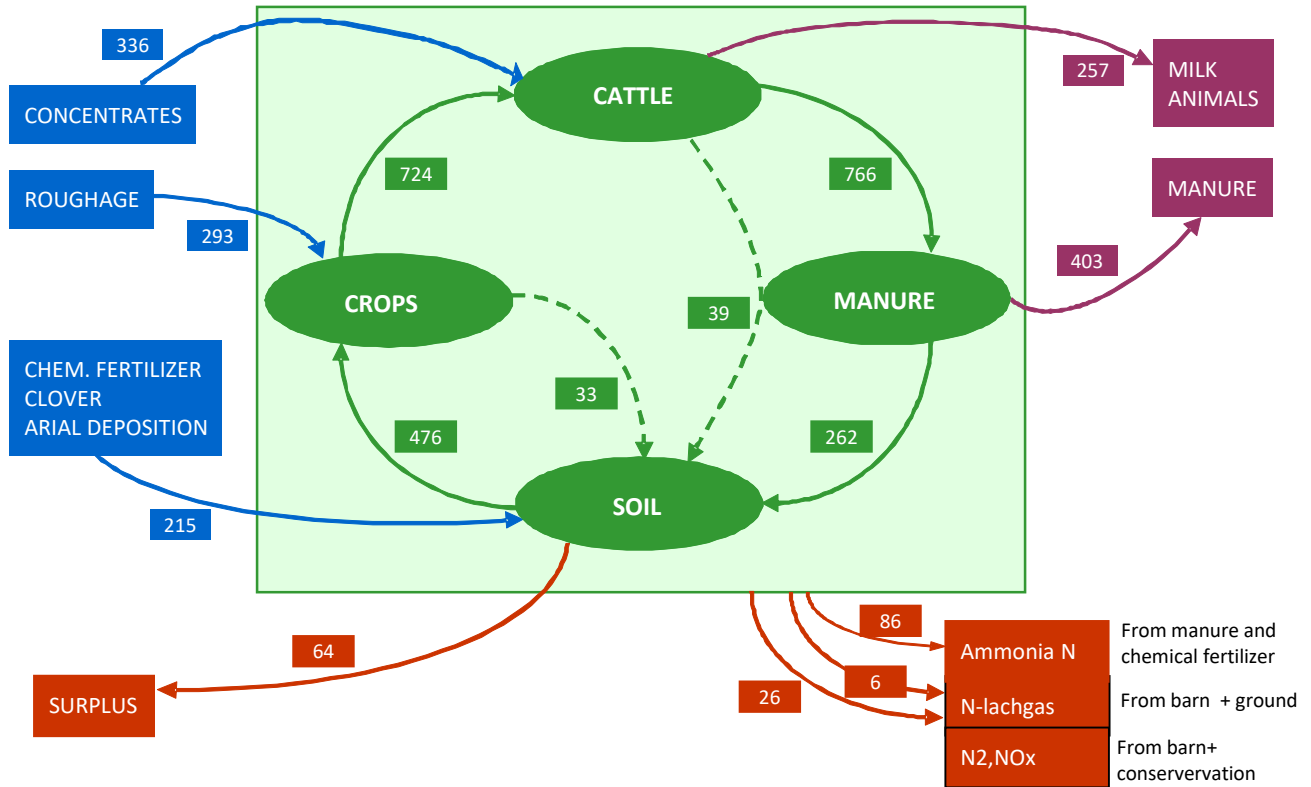 336
CONCENTRATES
CATTLE
257
MILK
ANIMALS
724
766
ROUGHAGE
293
MANURE
403
CROPS
MANURE
39
CHEM. FERTILIZER
CLOVER
ARIAL DEPOSITION
33
476
262
215
SOIL
64
SURPLUS
86
6
26
Ammonia N
From manure and
chemical fertilizer
N-lachgas
From barn + ground
N2,NOx
From barn+
conservervation